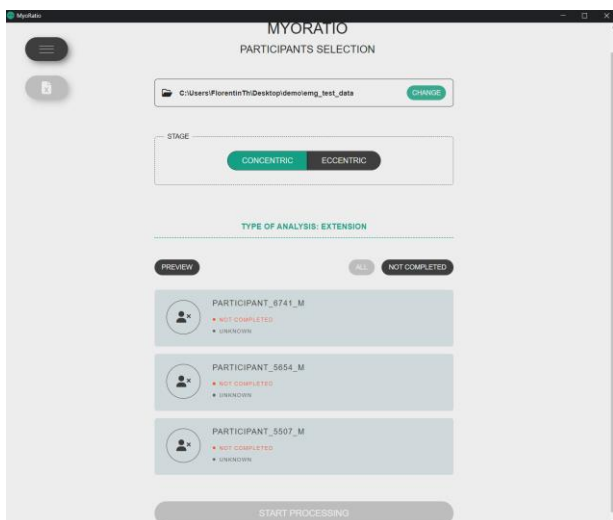 MyoRatio
MYORATIO
PARTICIPANTS SELECTION
C:\Users\FlorentinTh\Desktop\demo\emg_test_data
CHANGE
STAGE
CONCENTRIC ECCENTRIC
TYPE OF ANALYSIS: EXTENSION
PREVIEW ALL NOT COMPLETED
PARTICIPANT_6741_M
NOT COMPLETED
UNKNOWN
PARTICIPANT_5654_M
NOT COMPLETED
UNKNOWN
PARTICIPANT_5507_M
NOT COMPLETED
UNKNOWN
START PROCESSING